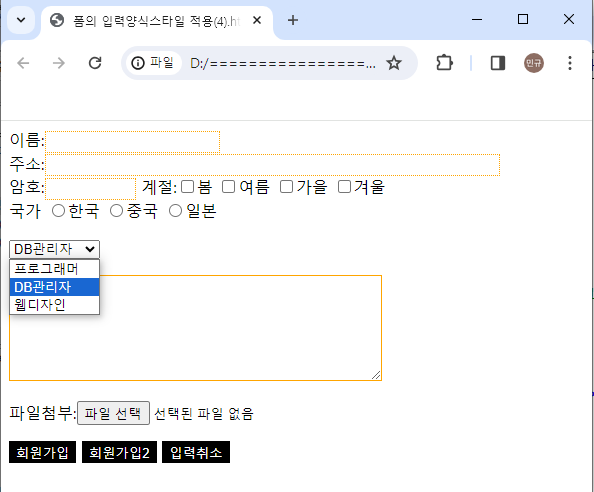 폼의 입력양식스타일 적용(4).ht
파일 D:/================...
민규
이름:
주소:
암호: 계절: 봄 여름 가을 겨울
국가 한국 중국 일본
DB관리자
프로그래머
DB관리자
웹디자인
파일첨부: 파일 선택 선택된 파일 없음
회원가입 회원가입2 입력취소